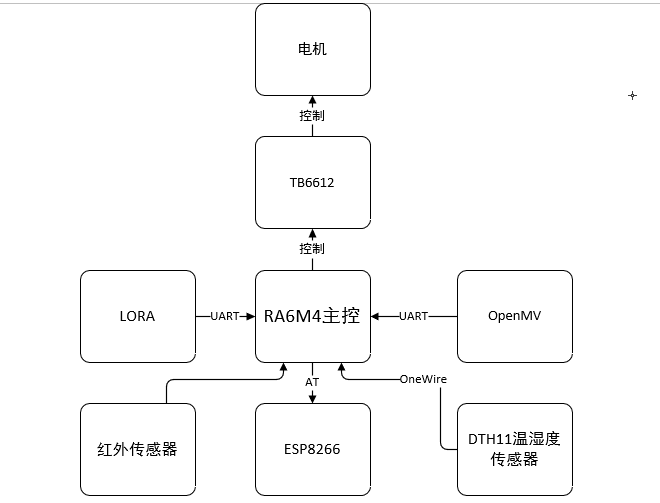 电机
控制
TB6612
控制
LORA
UART
RA6M4主控
UART
OpenMV
AT
OneWire
红外传感器
ESP8266
DTH11温湿度
传感器